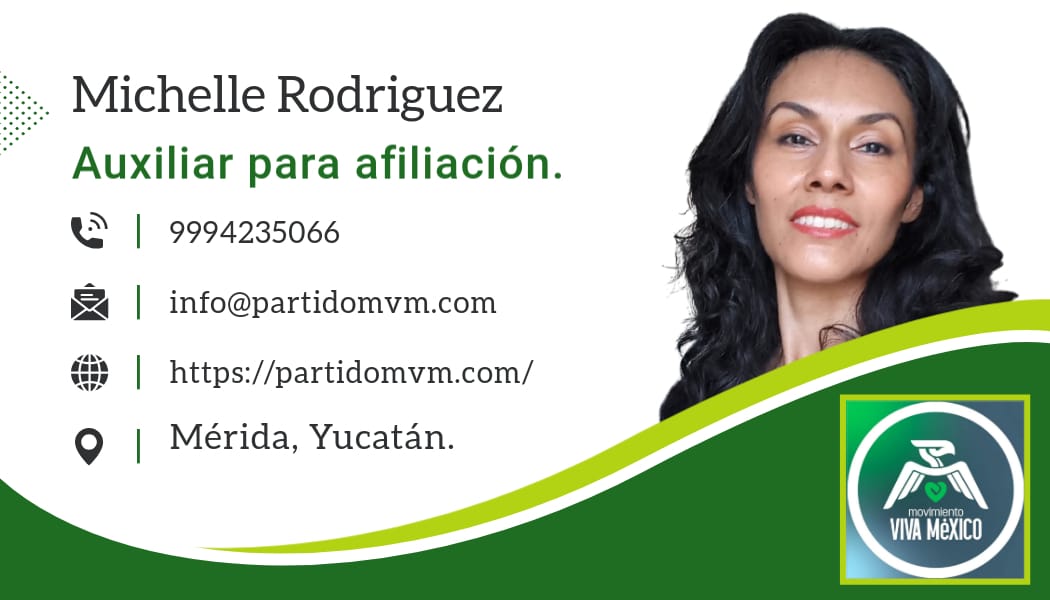 Michelle Rodriguez
Auxiliar para afiliación.
9994235066
info@partidomvm.com
https://partidomvm.com/
Mérida, Yucatán.
movimiento
VIVA MéXICO